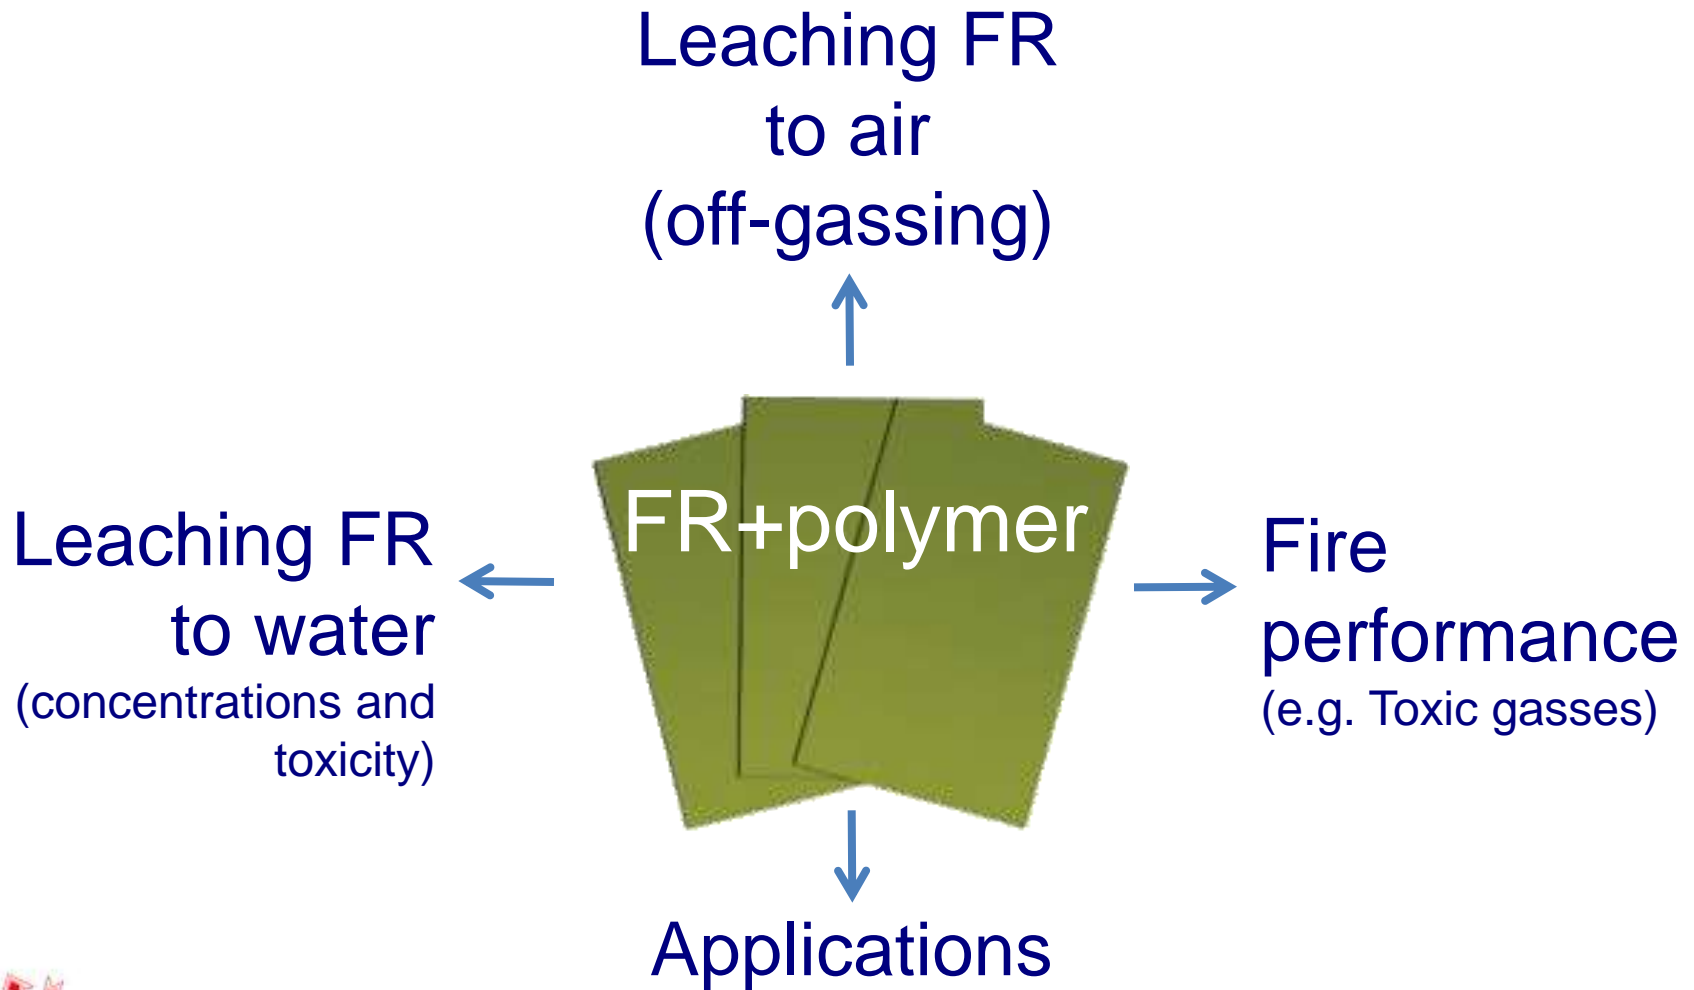 Leaching FR
to air
(off-gassing)
FR+polymer
Leaching FR
to water
(concentrations and
toxicity)
Fire
performance
(e.g. Toxic gasses)
Applications